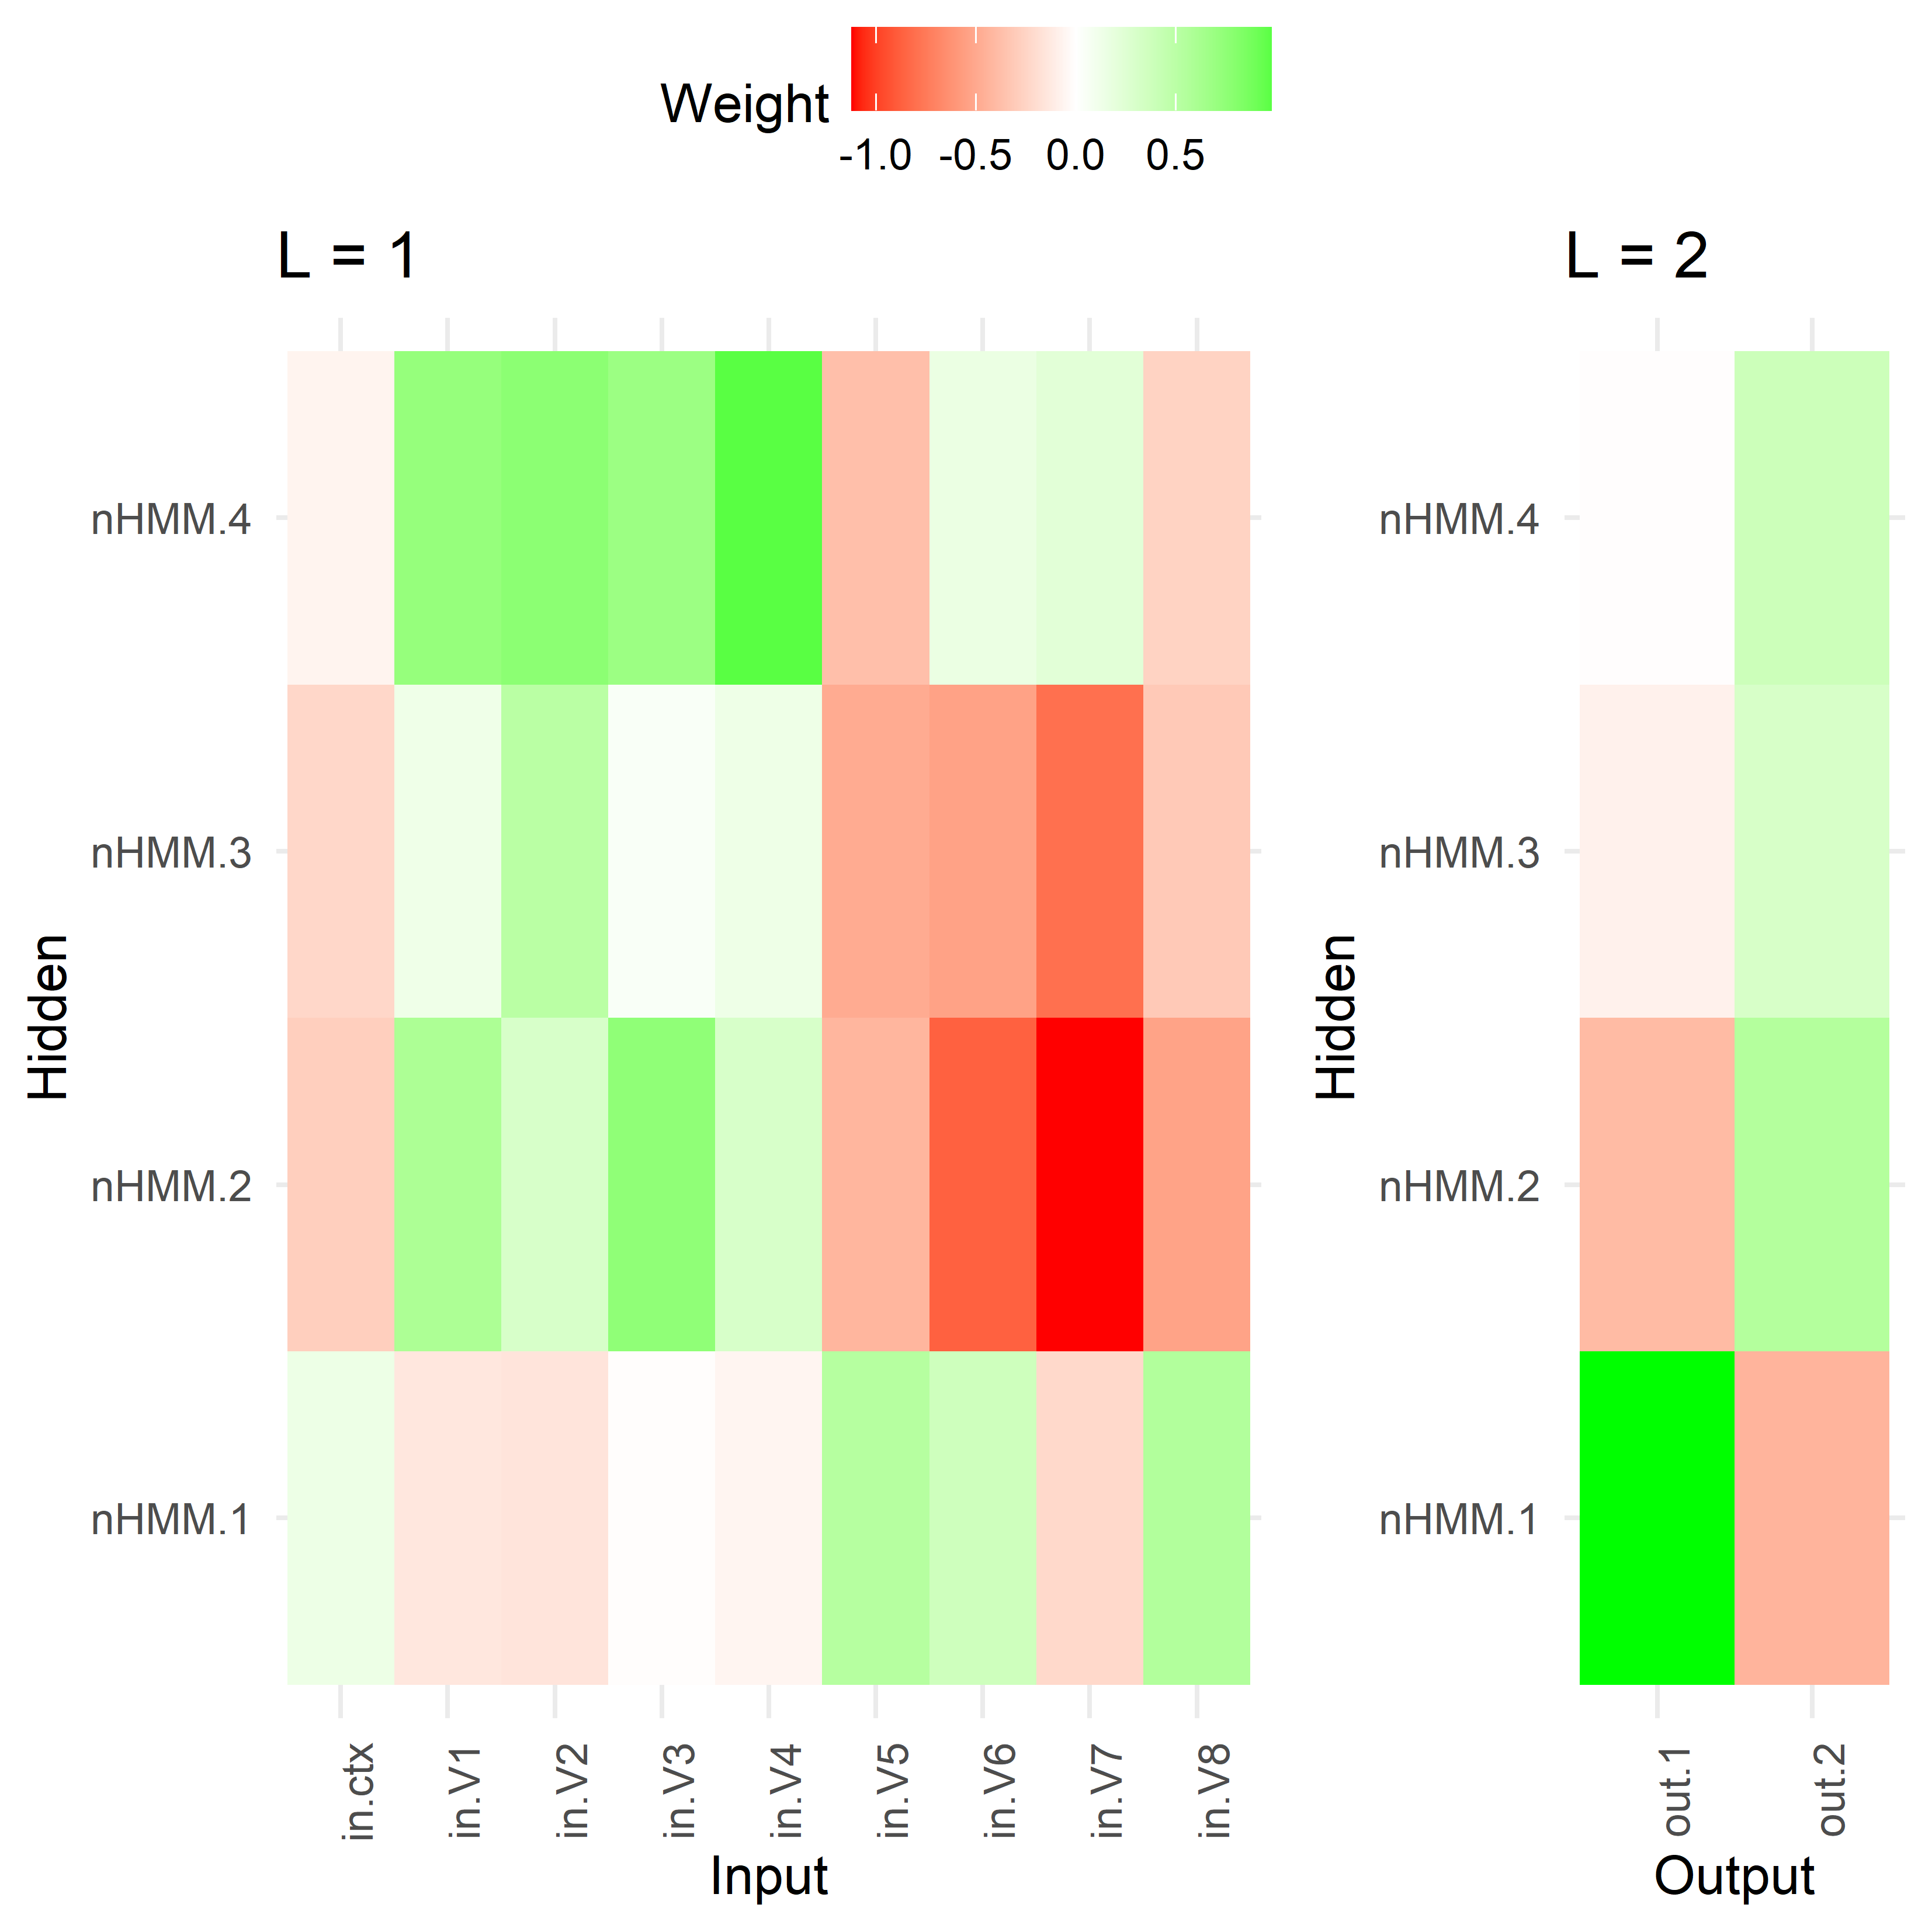 Weight
-1.0 -0.5 0.0 0.5
L = 1
L = 2
Hidden
nHMM.4
nHMM.3
nHMM.2
nHMM.1
in.ctx in.V1 in.V2 in.V3 in.V4 in.V5 in.V6 in.V7 in.V8
Input
Hidden
nHMM.4
nHMM.3
nHMM.2
nHMM.1
out.1 out.2
Output